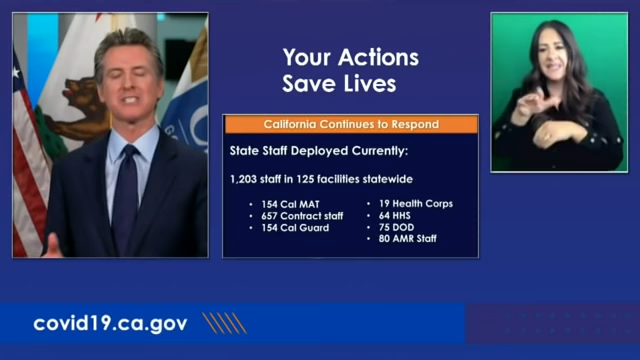 Your Actions
Save Lives
California Continues to Respond
State Staff Deployed Currently:
1,203 staff in 125 facilities statewide
• 154 Cal MAT
• 657 Contract staff
• 154 Cal Guard
• 19 Health Corps
• 64 HHS
• 75 DOD
• 80 AMR Staff
covid19.ca.gov